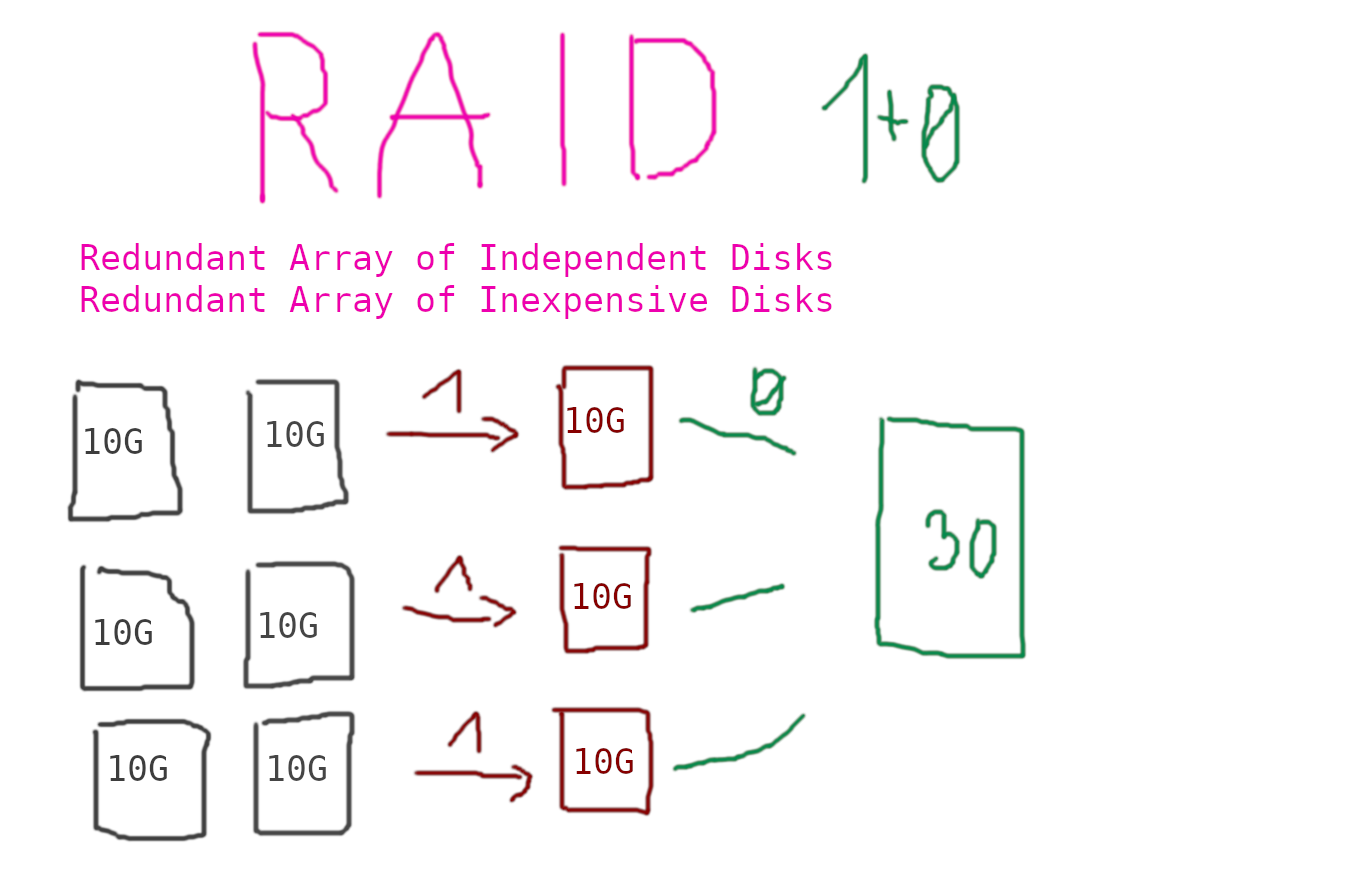 RAID 1+0
Redundant Array of Independent Disks
Redundant Array of Inexpensive Disks
10G 10G 1 10G 0
30
10G 10G 1 10G
10G 10G 1 10G